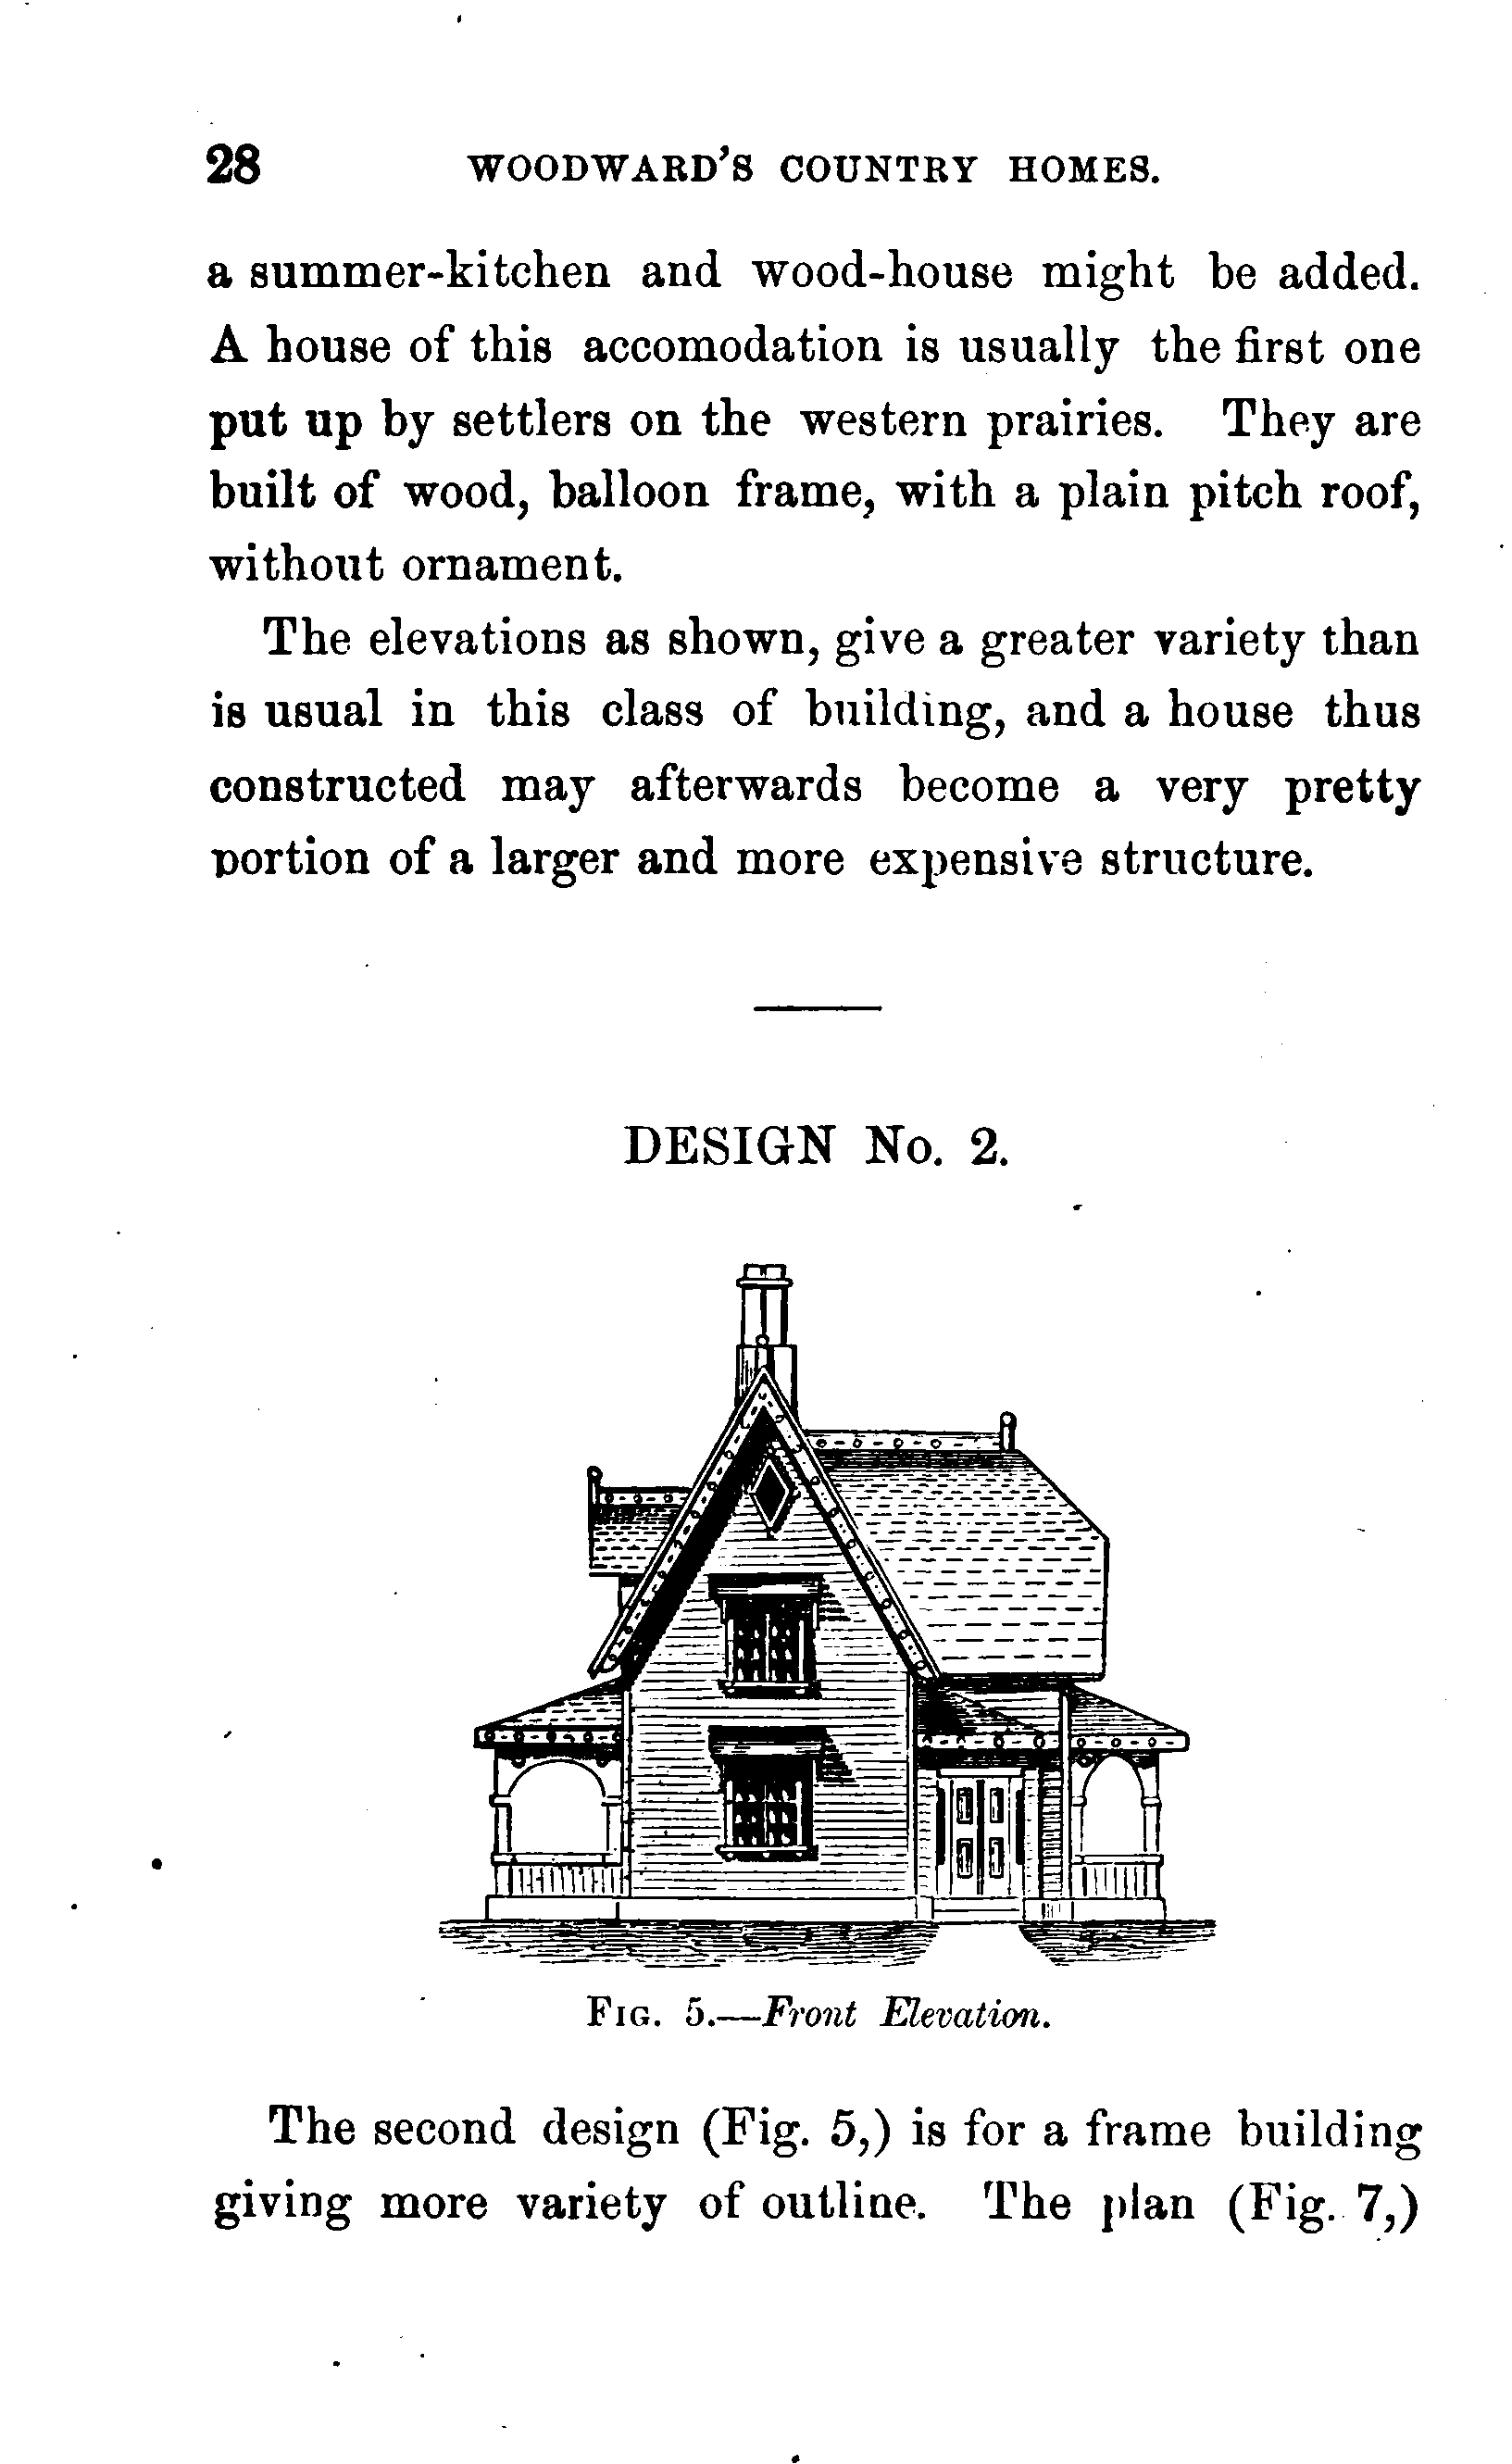 28 WOODWARD'S COUNTRY HOMES.
a summer-kitchen and wood-house might be added.
A house of this accomodation is usually the first one
put up by settlers on the western prairies. They are
built of wood, balloon frame, with a plain pitch roof,
without ornament.
The elevations as shown, give a greater variety than
is usual in this class of building, and a house thus
constructed may afterwards become a very pretty
portion of a larger and more expensive structure.
DESIGN No. 2.
FIG. 5.—Front Elevation.
The second design (Fig. 5,) is for a frame building
giving more variety of outline. The plan (Fig. 7,)